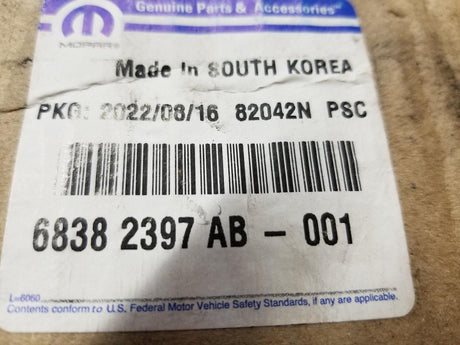 Genuine Parts & Accessories
MOPAR
Made In SOUTH KOREA
PKG: 2022/08/16 82042N PSC
6838 2397 AB - 001
L-6060
Contents conform to U.S. Federal Motor Vehicle Safety Standards, if any are applicable.